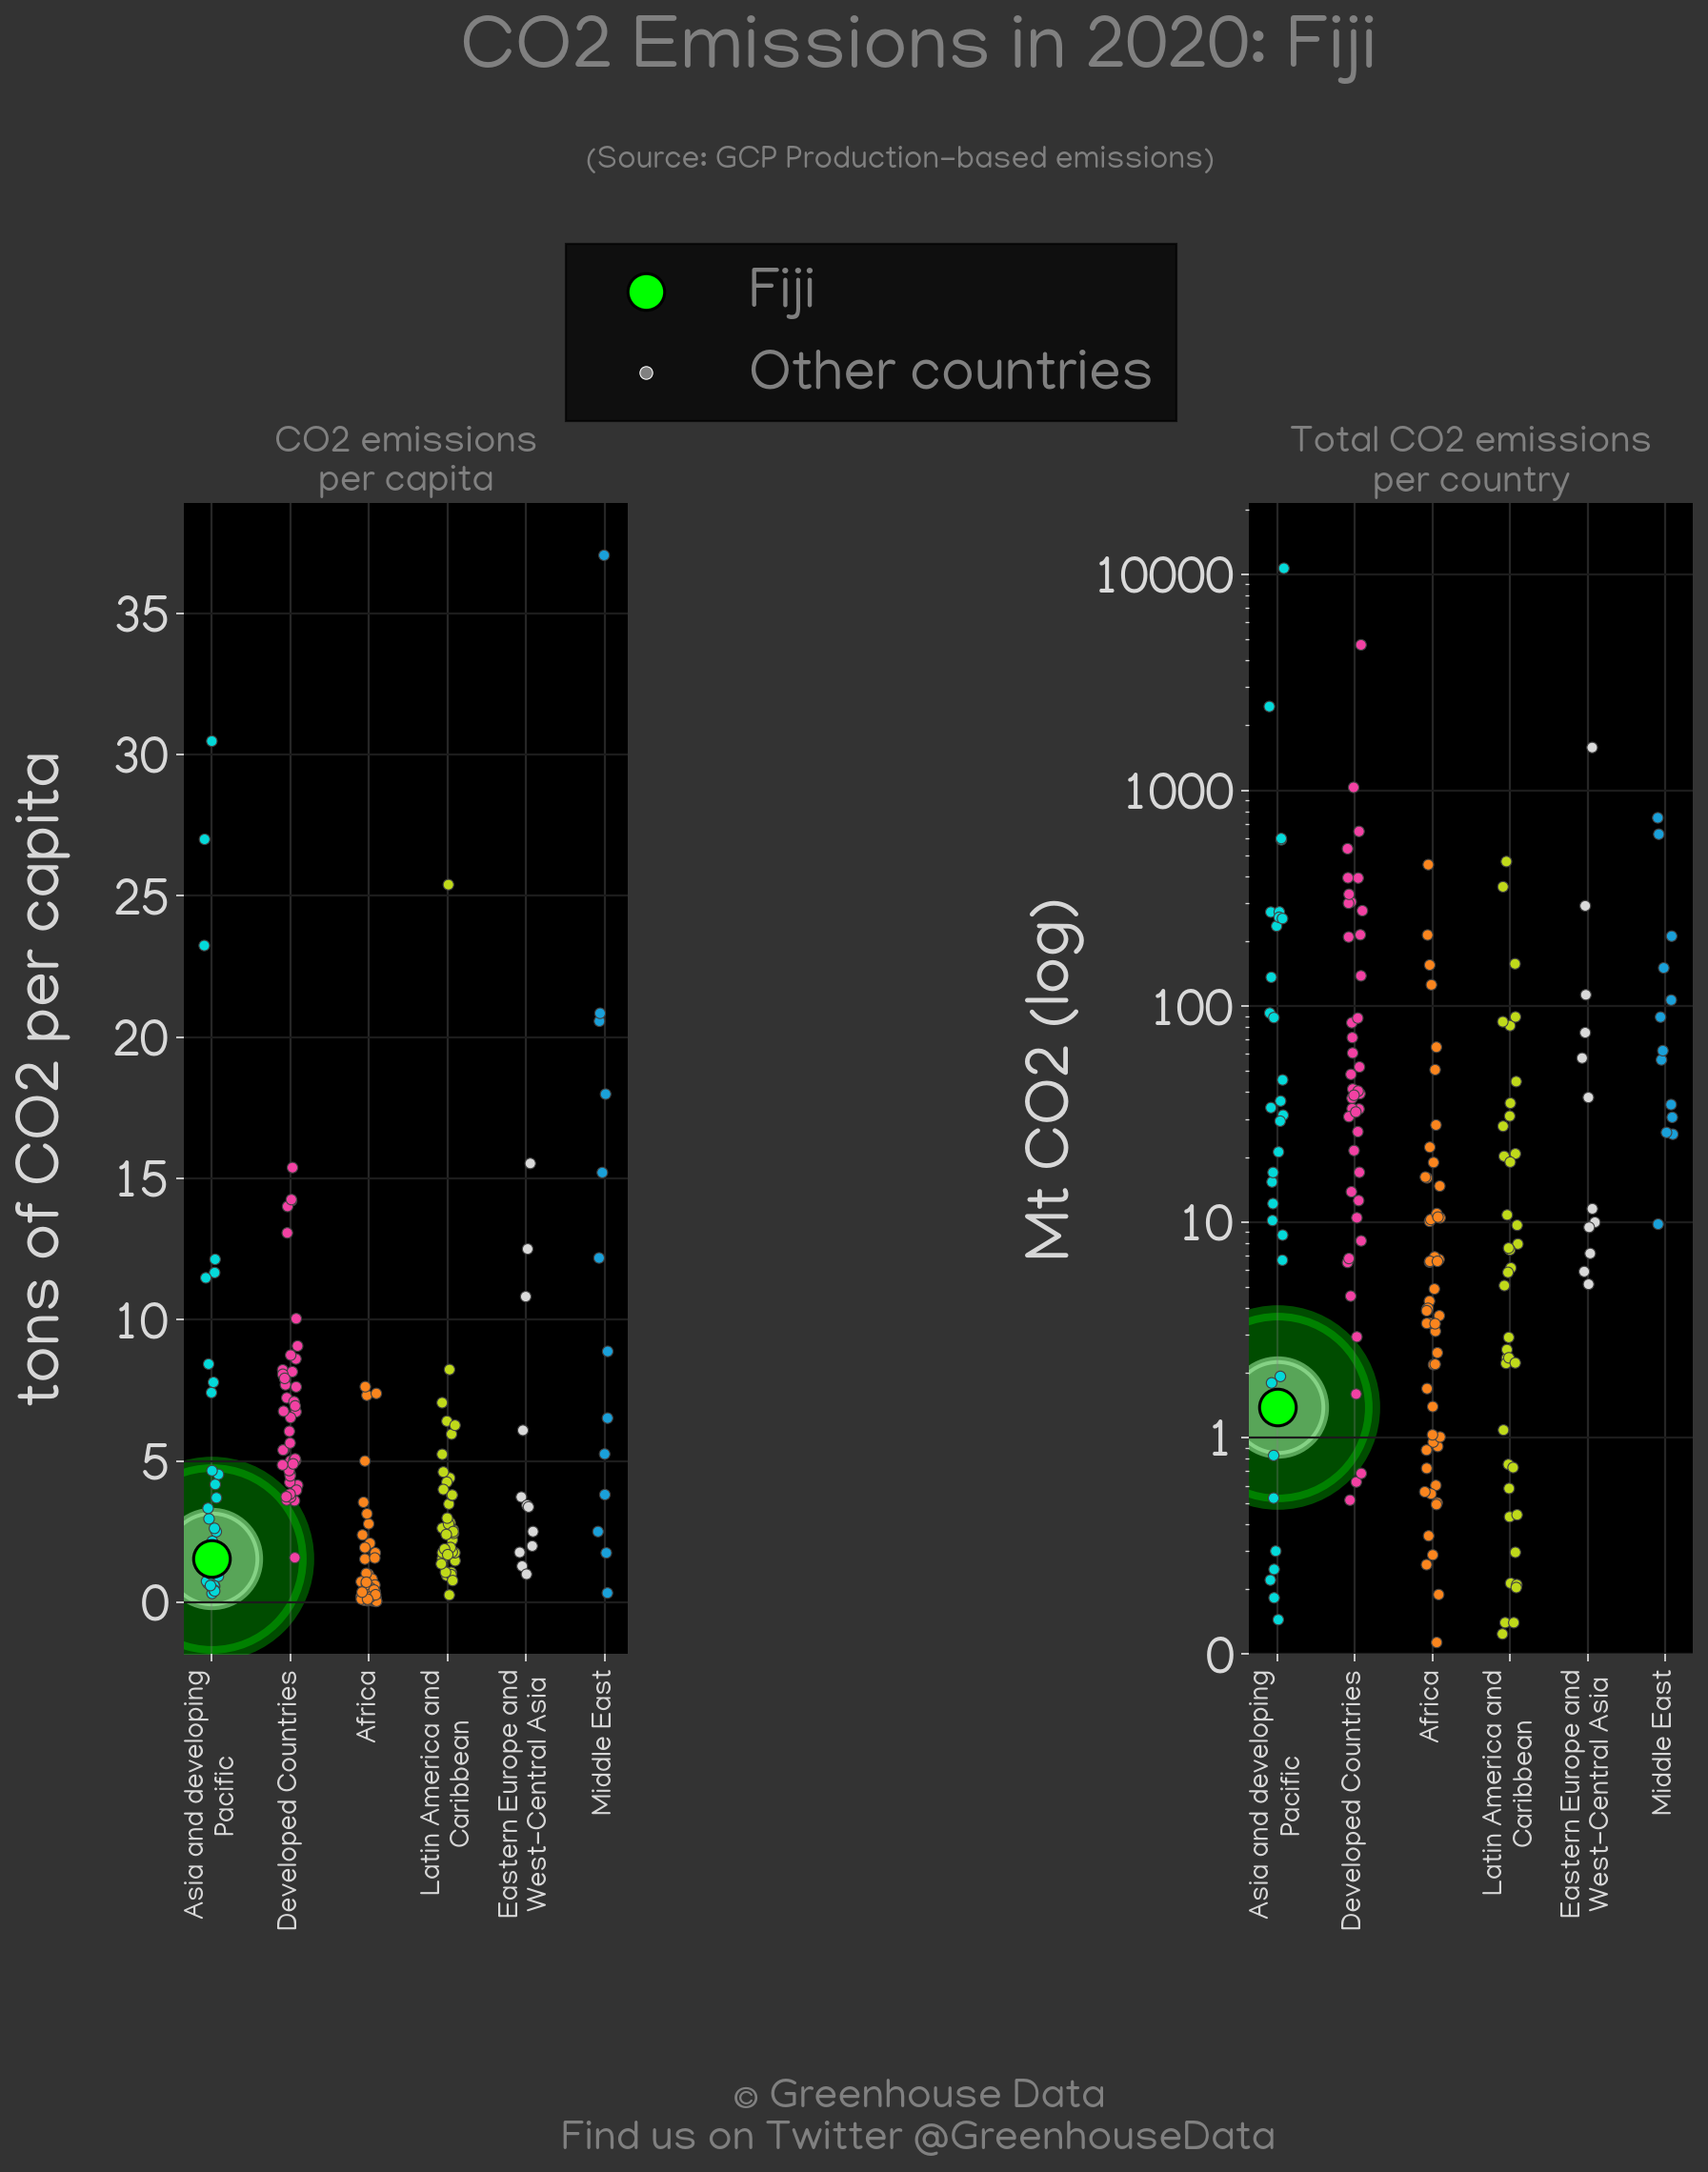 CO2 Emissions in 2020: Fiji
(Source: GCP Production-based emissions)
Fiji
Other countries
CO2 emissions
per capita
tons of CO2 per capita
35
30
25
20
15
10
5
0
Asia and developing
Pacific
Developed Countries
Africa
Latin America and
Caribbean
Eastern Europe and
West-Central Asia
Middle East
Total CO2 emissions
per country
Mt CO2 (log)
10000
1000
100
10
1
0
Asia and developing
Pacific
Developed Countries
Africa
Latin America and
Caribbean
Eastern Europe and
West-Central Asia
Middle East
© Greenhouse Data
Find us on Twitter @GreenhouseData